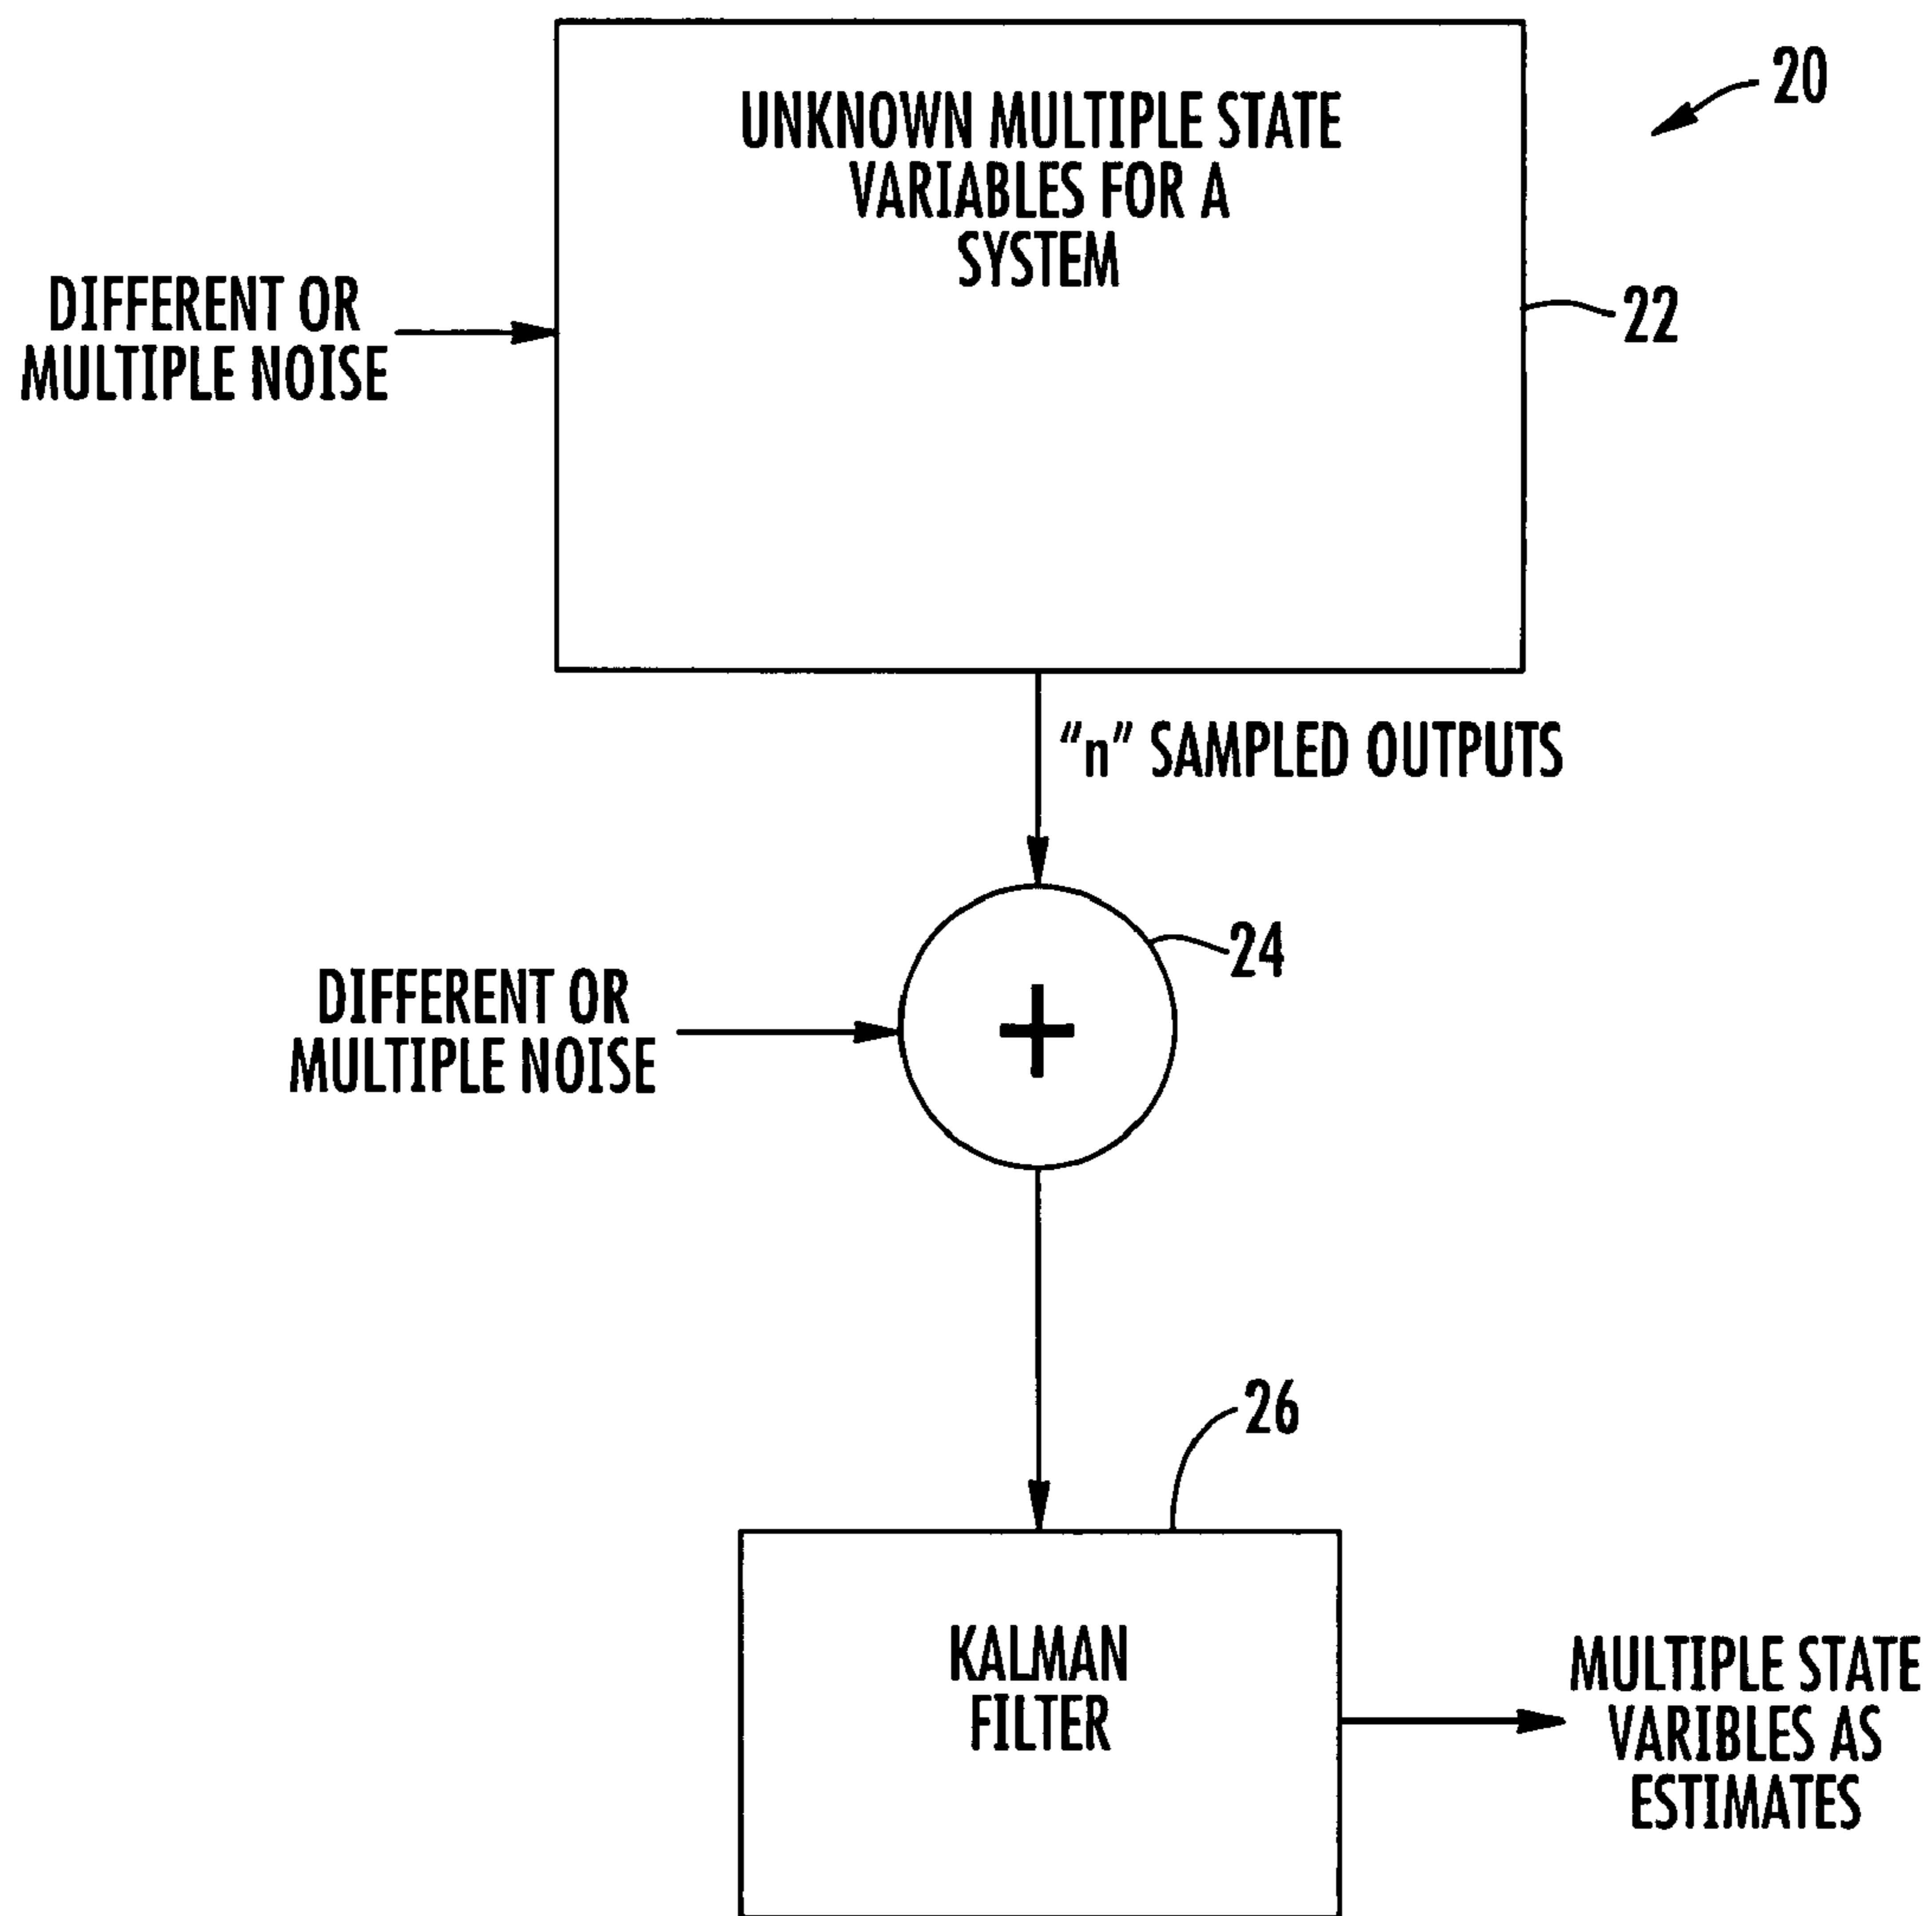 UNKNOWN MULTIPLE STATE
VARIABLES FOR A
SYSTEM
20
DIFFERENT OR
MULTIPLE NOISE
22
“n” SAMPLED OUTPUTS
24
DIFFERENT OR
MULTIPLE NOISE
+
26
KALMAN
FILTER
MULTIPLE STATE
VARIBLES AS
ESTIMATES